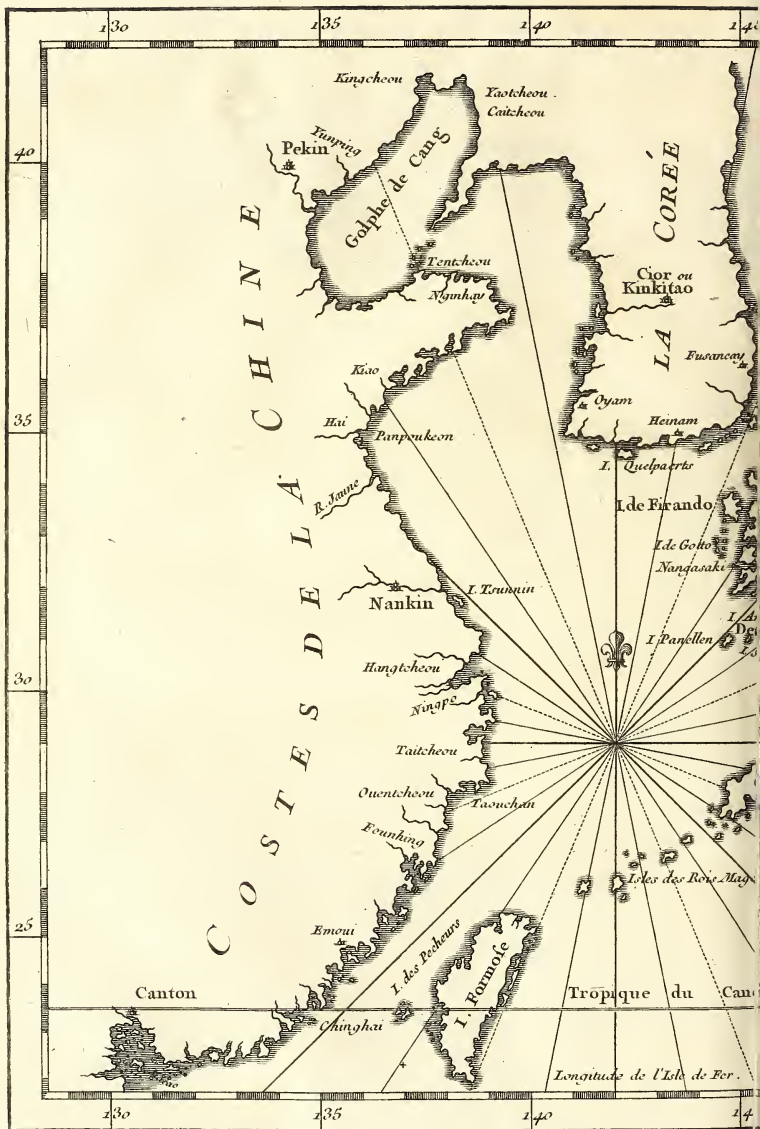 130 135 140
Kingcheou
Yaotcheou.
Caitcheou
40
Yunping
Pekin
Golphe de Cang
LA CORÉE
Cior ou
Kinkitao
Tentcheou
Nginhay
COSTES DE LA CHINE
Fusancay
Kiao
Oyam
35
Hai
Panpoukeon
Heinam
I. Quelpaerts
R. Jaune
I. de Firando
I. de Gotto
Nangasaki
Nankin
I. Tsunnin
I. Panellen
30
Hangtcheou
Ningpo
Taitcheou
Ouentcheou
Taouchan
Founhing
Isles des Rois
25
Emoui
I. des Pecheurs
I. Formose
Canton
Tropique du
Chinghai
Longitude de l'Isle de Fer.
130 135 140